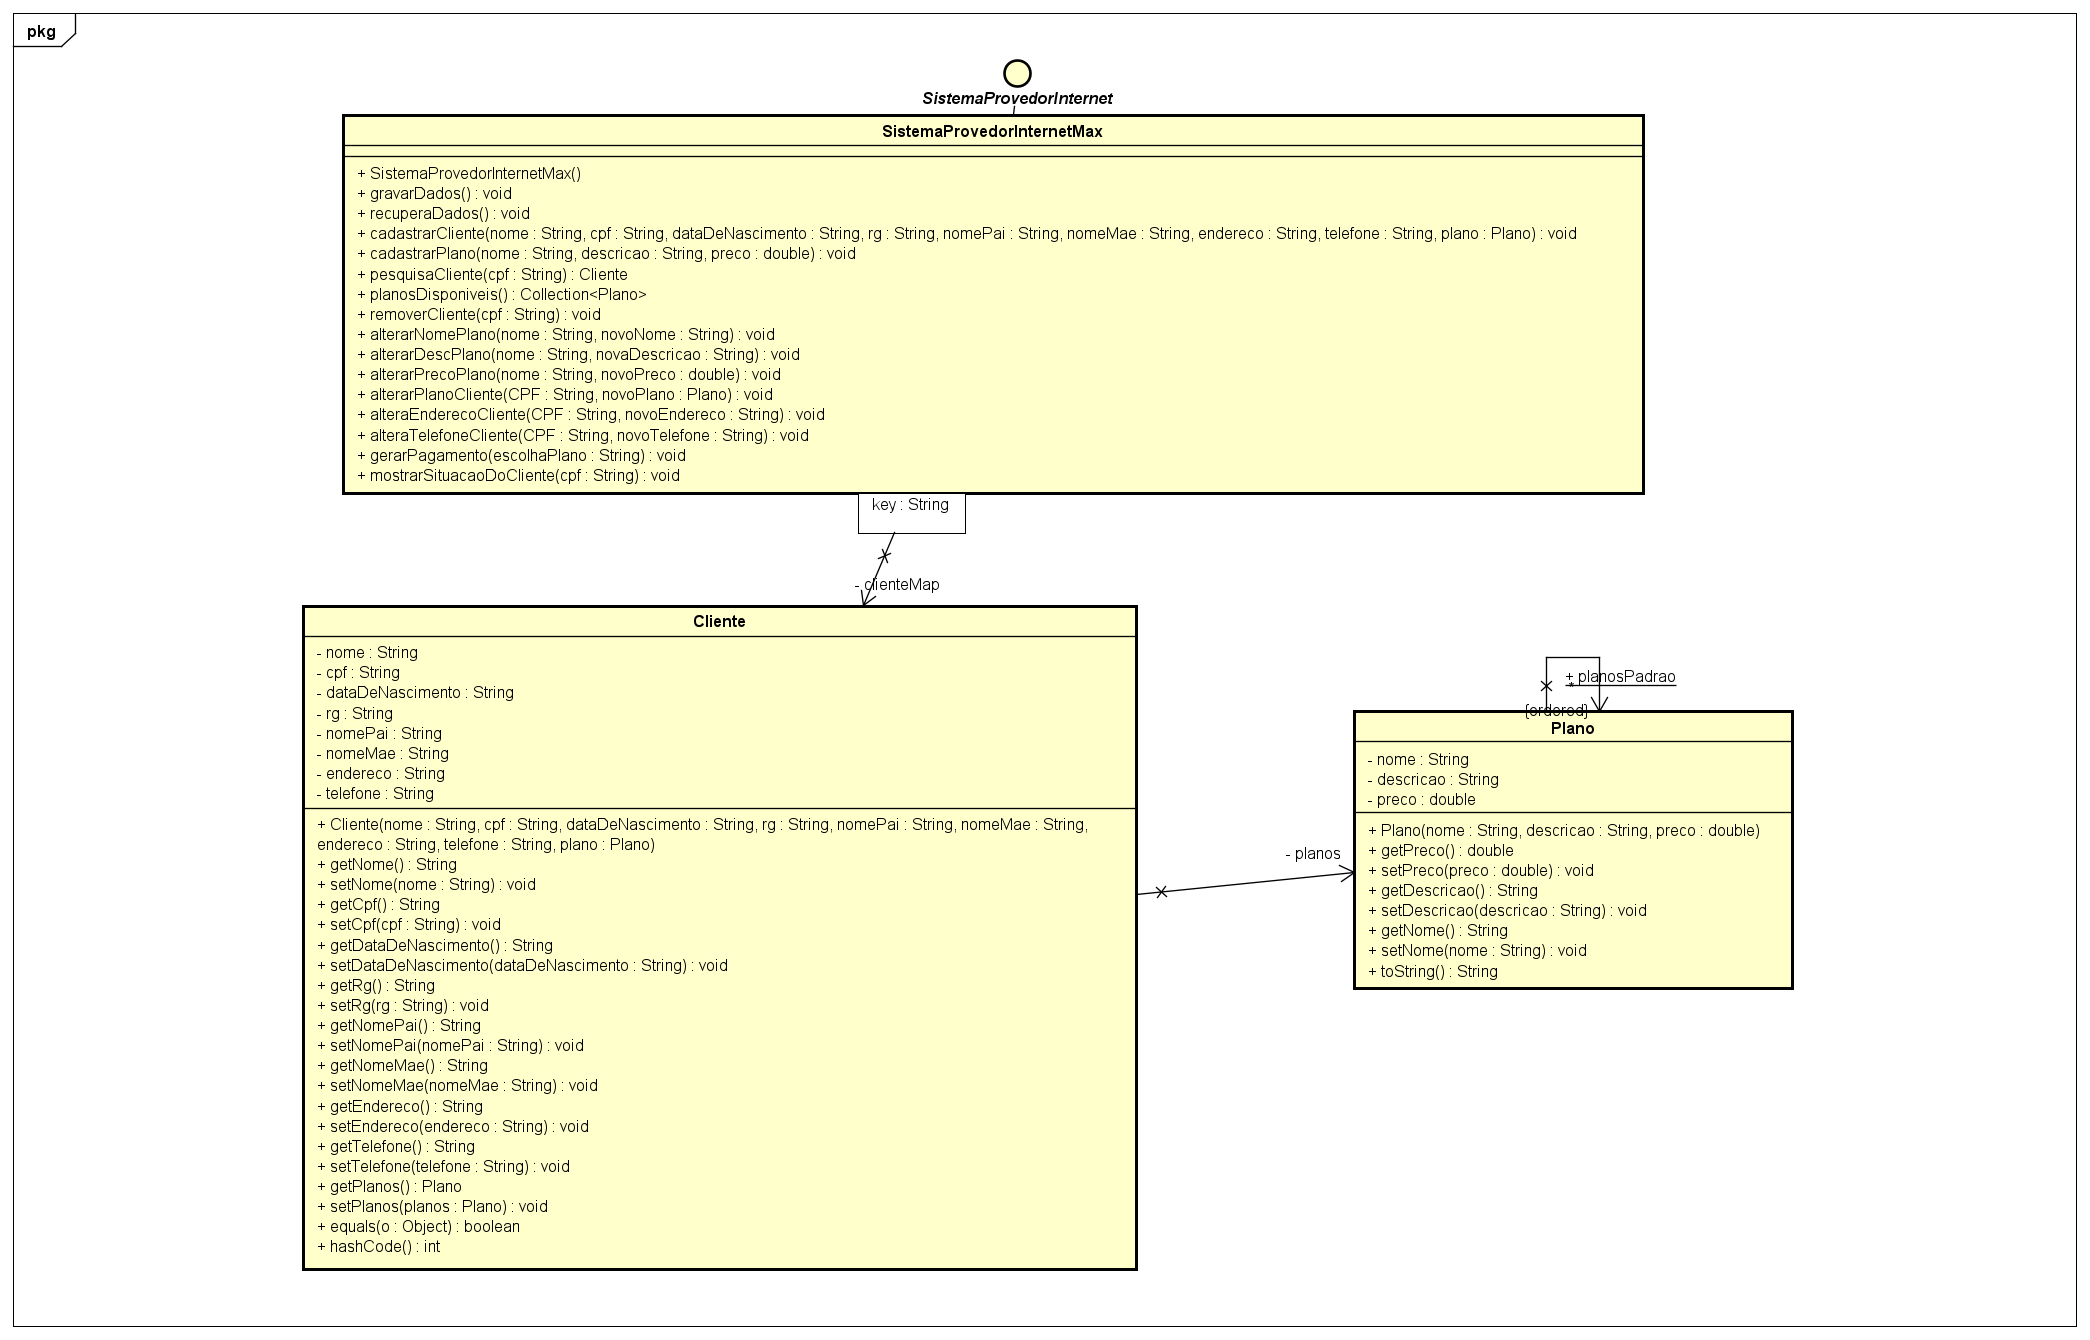 pkg
SistemaProvedorInternet
SistemaProvedorInternetMax
+ SistemaProvedorInternetMax()
+ gravarDados() : void
+ recuperaDados() : void
+ cadastrarCliente(nome : String, cpf : String, dataDeNascimento : String, rg : String, nomePai : String, nomeMae : String, endereco : String, telefone : String, plano : Plano) : void
+ cadastrarPlano(nome : String, descricao : String, preco : double) : void
+ pesquisaCliente(cpf : String) : Cliente
+ planosDisponiveis() : Collection<Plano>
+ removerCliente(cpf : String) : void
+ alterarNomePlano(nome : String, novoNome : String) : void
+ alterarDescPlano(nome : String, novaDescricao : String) : void
+ alterarPrecoPlano(nome : String, novoPreco : double) : void
+ alterarPlanoCliente(CPF : String, novoPlano : Plano) : void
+ alteraEnderecoCliente(CPF : String, novoEndereco : String) : void
+ alteraTelefoneCliente(CPF : String, novoTelefone : String) : void
+ gerarPagamento(escolhaPlano : String) : void
+ mostrarSituacaoDoCliente(cpf : String) : void
key : String
- clienteMap
Cliente
- nome : String
- cpf : String
- dataDeNascimento : String
- rg : String
- nomePai : String
- nomeMae : String
- endereco : String
- telefone : String
+ Cliente(nome : String, cpf : String, dataDeNascimento : String, rg : String, nomePai : String, nomeMae : String,
endereco : String, telefone : String, plano : Plano)
+ getNome() : String
+ setNome(nome : String) : void
+ getCpf() : String
+ setCpf(cpf : String) : void
+ getDataDeNascimento() : String
+ setDataDeNascimento(dataDeNascimento : String) : void
+ getRg() : String
+ setRg(rg : String) : void
+ getNomePai() : String
+ setNomePai(nomePai : String) : void
+ getNomeMae() : String
+ setNomeMae(nomeMae : String) : void
+ getEndereco() : String
+ setEndereco(endereco : String) : void
+ getTelefone() : String
+ setTelefone(telefone : String) : void
+ getPlanos() : Plano
+ setPlanos(planos : Plano) : void
+ equals(o : Object) : boolean
+ hashCode() : int
- planos
+ planosPadrao
*
{ordered}
Plano
- nome : String
- descricao : String
- preco : double
+ Plano(nome : String, descricao : String, preco : double)
+ getPreco() : double
+ setPreco(preco : double) : void
+ getDescricao() : String
+ setDescricao(descricao : String) : void
+ getNome() : String
+ setNome(nome : String) : void
+ toString() : String